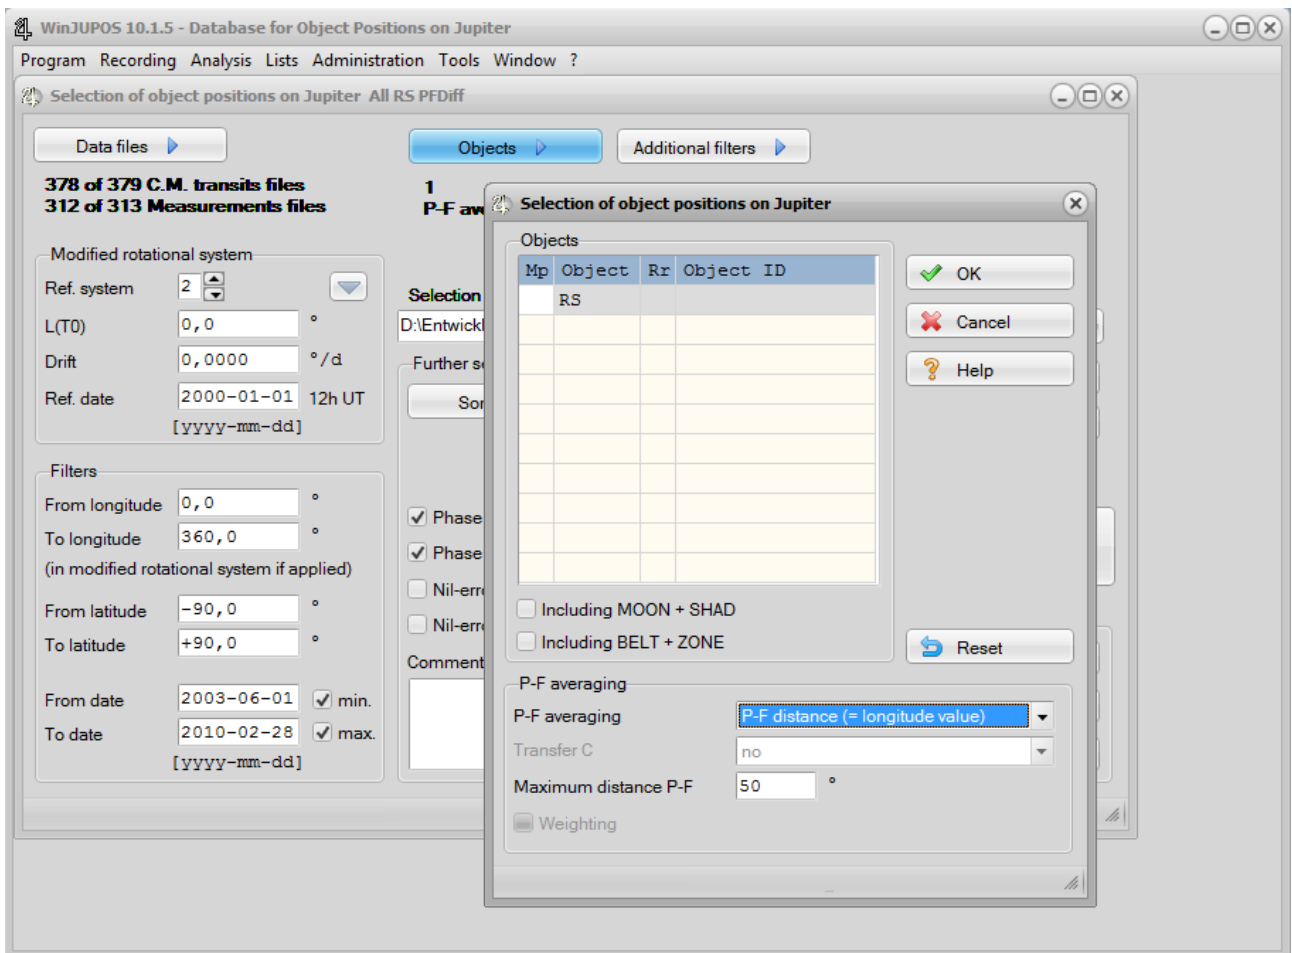 WinJUPOS 10.1.5 - Database for Object Positions on Jupiter
Program Recording Analysis Lists Administration Tools Window ?
Selection of object positions on Jupiter All RS PFDiff
Data files
Objects
Additional filters
378 of 379 C.M. transits files
312 of 313 Measurements files
1
P-F
Modified rotational system
Ref. system 2
L(T0) 0,0 °
Drift 0,0000 °/d
Ref. date 2000-01-01 12h UT
[yyyy-mm-dd]
Filters
From longitude 0,0 °
To longitude 360,0 °
(in modified rotational system if applied)
From latitude -90,0 °
To latitude +90,0 °
From date 2003-06-01 min.
To date 2010-02-28 max.
[yyyy-mm-dd]
Selection
D:\Entwickl
Further se
Sor
Phase
Phase
Nil-erro
Nil-erro
Comment
Selection of object positions on Jupiter
Objects
Mp Object Rr Object ID
RS
Including MOON + SHAD
Including BELT + ZONE
OK
Cancel
Help
Reset
P-F averaging
P-F averaging P-F distance (= longitude value)
Transfer C no
Maximum distance P-F 50 °
Weighting